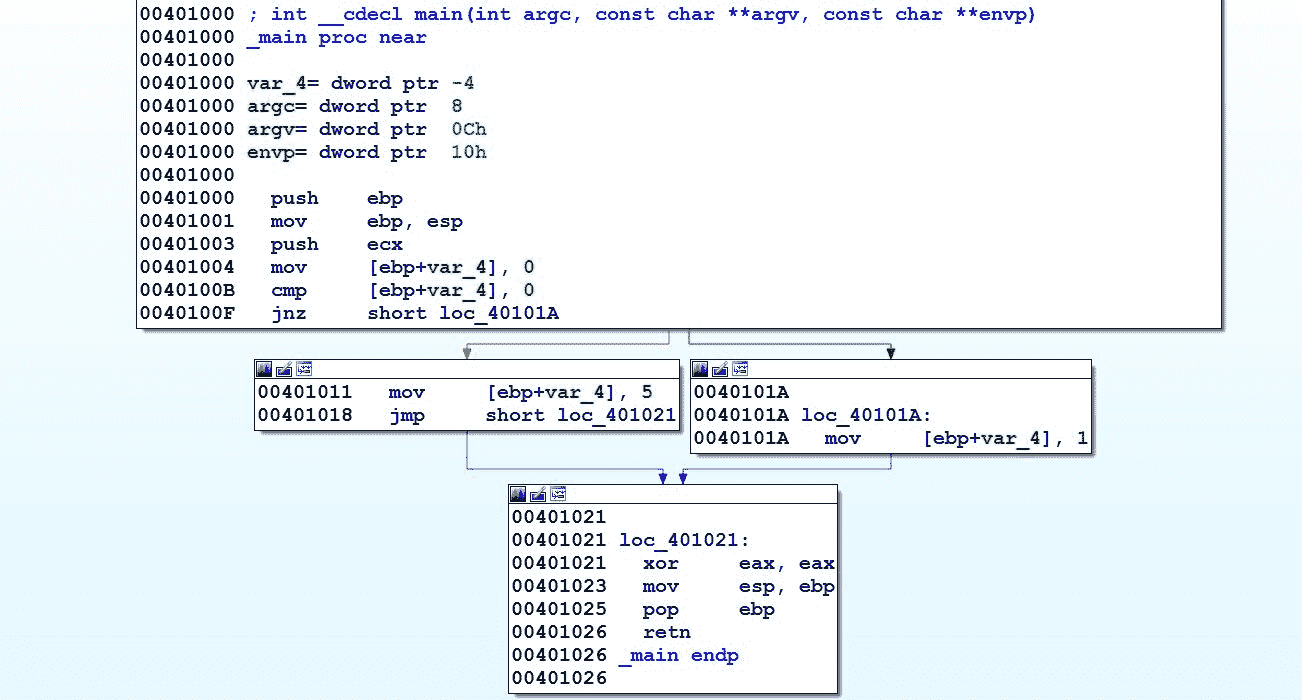 00401000 ; int __cdecl main(int argc, const char **argv, const char **envp)
00401000 _main proc near
00401000
00401000 var_4= dword ptr -4
00401000 argc= dword ptr  8
00401000 argv= dword ptr  0Ch
00401000 envp= dword ptr  10h
00401000
00401000   push    ebp
00401001   mov     ebp, esp
00401003   push    ecx
00401004   mov     [ebp+var_4], 0
0040100B   cmp     [ebp+var_4], 0
0040100F   jnz     short loc_40101A
00401011   mov     [ebp+var_4], 5
00401018   jmp     short loc_401021
0040101A
0040101A loc_40101A:
0040101A   mov     [ebp+var_4], 1
00401021
00401021 loc_401021:
00401021   xor     eax, eax
00401023   mov     esp, ebp
00401025   pop     ebp
00401026   retn
00401026 _main endp
00401026